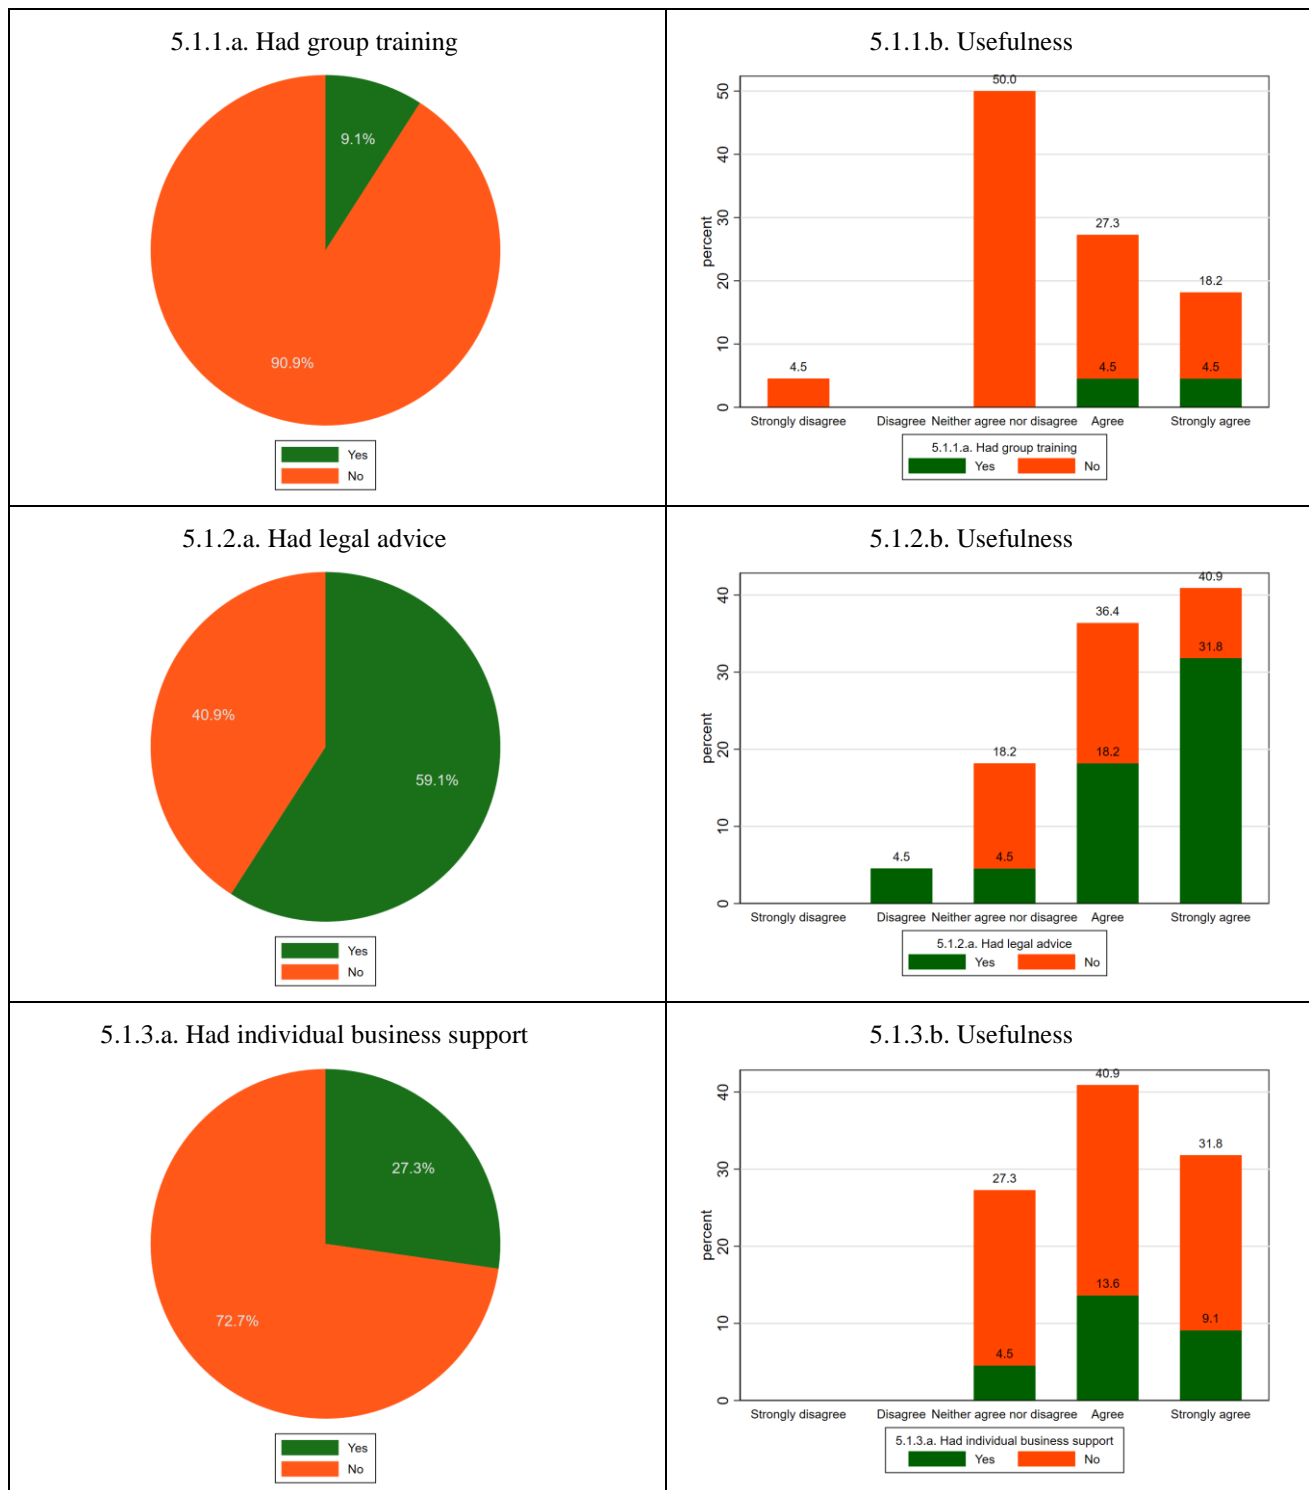 5.1.1.a. Had group training
9.1%
90.9%
Yes
No
5.1.1.b. Usefulness
percent
50
40
30
20
10
0
4.5
50.0
27.3
4.5
18.2
4.5
Strongly disagree Disagree Neither agree nor disagree Agree Strongly agree
5.1.1.a. Had group training
Yes No
5.1.2.a. Had legal advice
40.9%
59.1%
Yes
No
5.1.2.b. Usefulness
percent
40
30
20
10
0
4.5
18.2
4.5
36.4
18.2
40.9
31.8
Strongly disagree Disagree Neither agree nor disagree Agree Strongly agree
5.1.2.a. Had legal advice
Yes No
5.1.3.a. Had individual business support
27.3%
72.7%
Yes
No
5.1.3.b. Usefulness
percent
40
30
20
10
0
27.3
4.5
40.9
13.6
31.8
9.1
Strongly disagree Disagree Neither agree nor disagree Agree Strongly agree
5.1.3.a. Had individual business support
Yes No